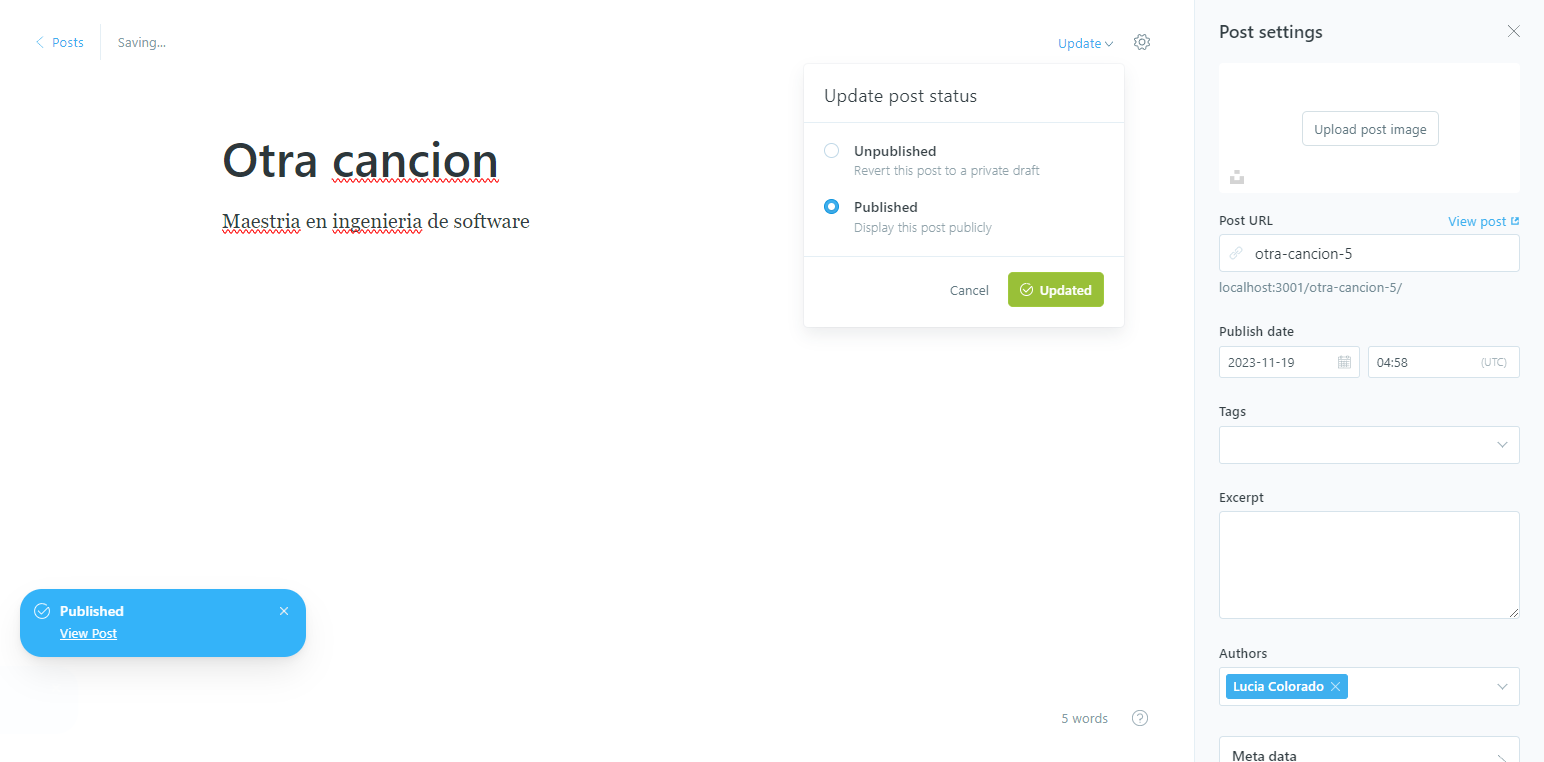 Posts
Saving...
Update
Update post status
Unpublished
Revert this post to a private draft
Published
Display this post publicly
Cancel
Updated
Otra cancion
Maestria en ingenieria de software
Published
View Post
5 words
?
Post settings
Upload post image
Post URL
View post
otra-cancion-5
localhost:3001/otra-cancion-5/
Publish date
2023-11-19
04:58 (UTC)
Tags
Excerpt
Authors
Lucia Colorado
Meta data